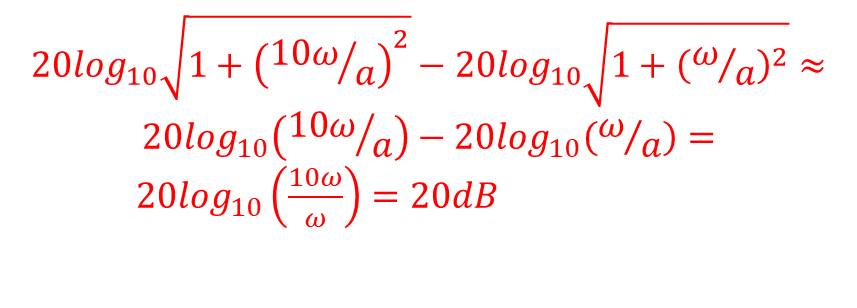 20log₁₀√(1 + (10ω/a)²) − 20log₁₀√(1 + (ω/a)²) ≈
20log₁₀(10ω/a) − 20log₁₀(ω/a) =
20log₁₀(10ω/ω) = 20dB